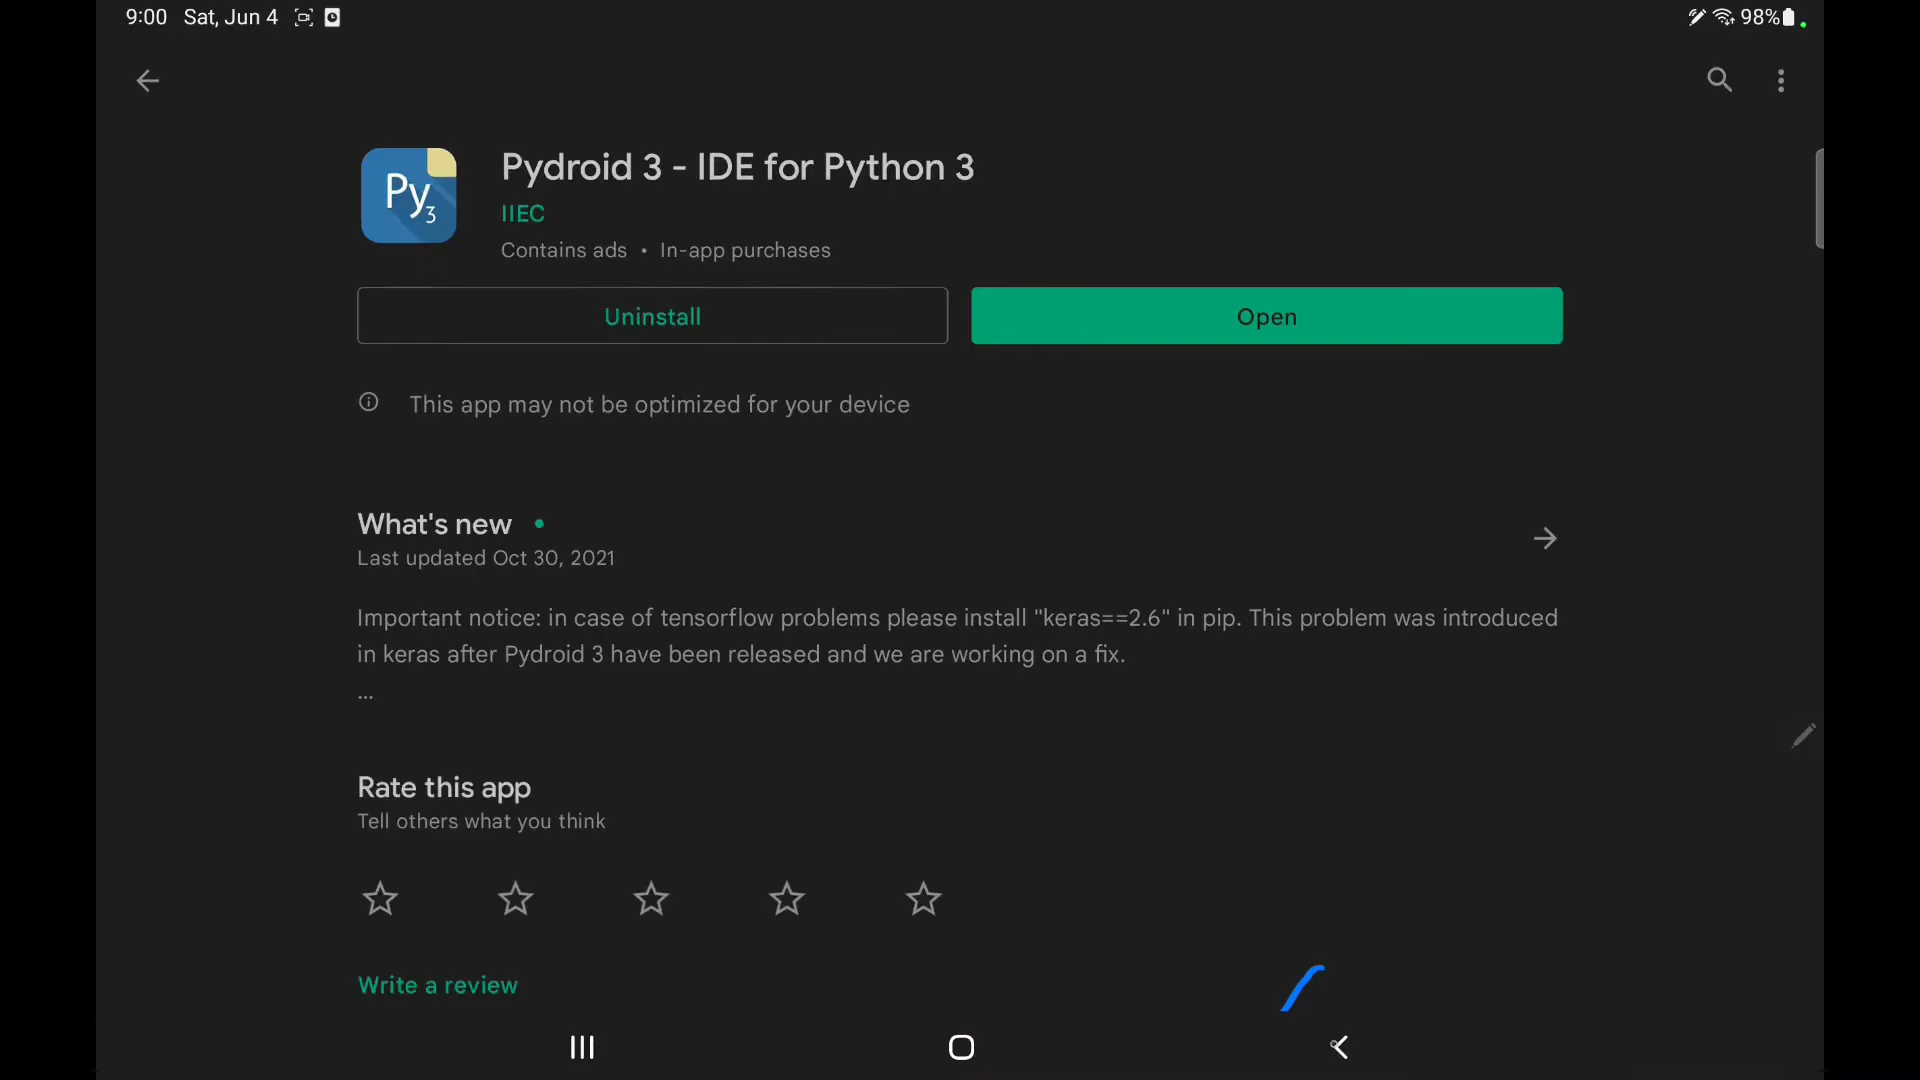 9:00 Sat, Jun 4
98%
Py3
Pydroid 3 - IDE for Python 3
IIEC
Contains ads • In-app purchases
Uninstall
Open
This app may not be optimized for your device
What's new •
Last updated Oct 30, 2021
Important notice: in case of tensorflow problems please install "keras==2.6" in pip. This problem was introduced
in keras after Pydroid 3 have been released and we are working on a fix.
...
Rate this app
Tell others what you think
Write a review